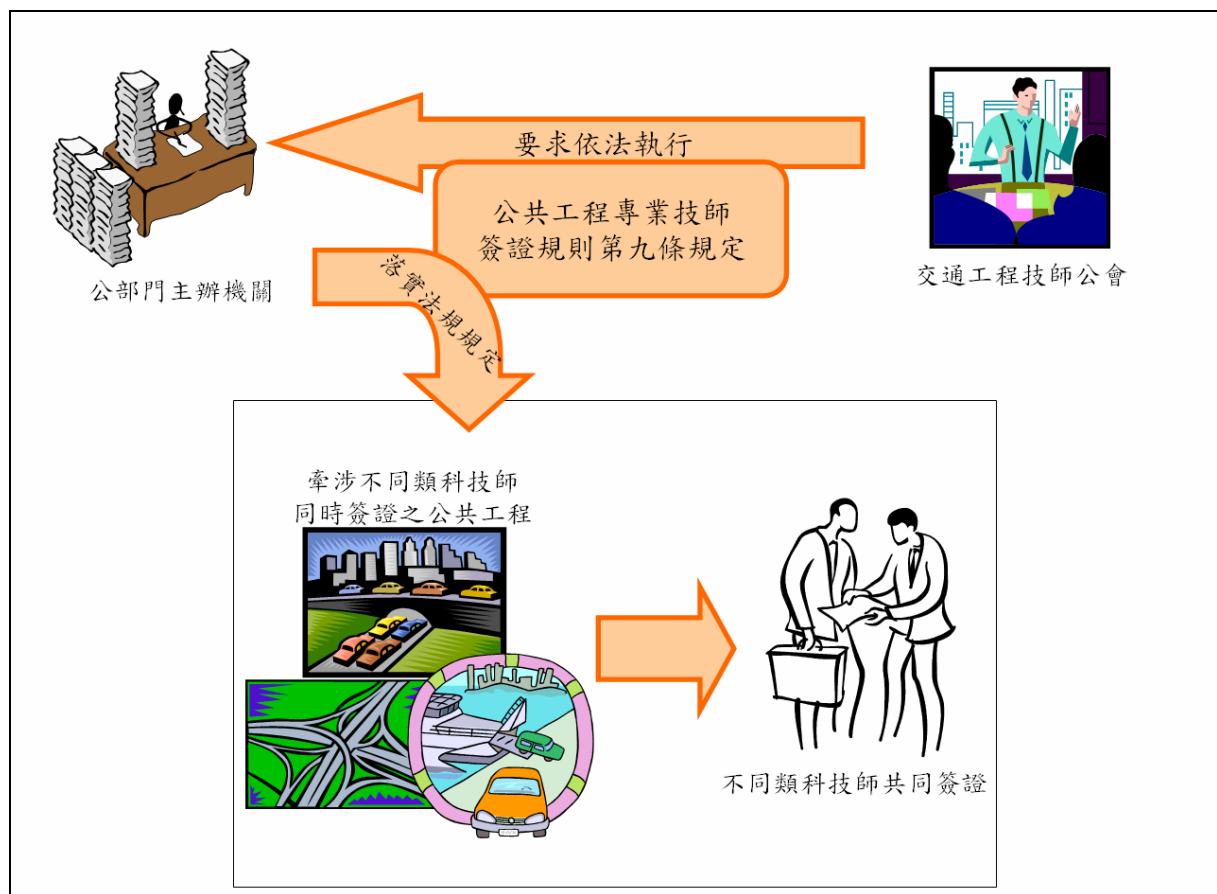 要求依法執行
公共工程專業技師
簽證規則第九條規定
公部門主辦機關
交通工程技師公會
落實法規規定
牽涉不同類科技師
同時簽證之公共工程
不同類科技師共同簽證